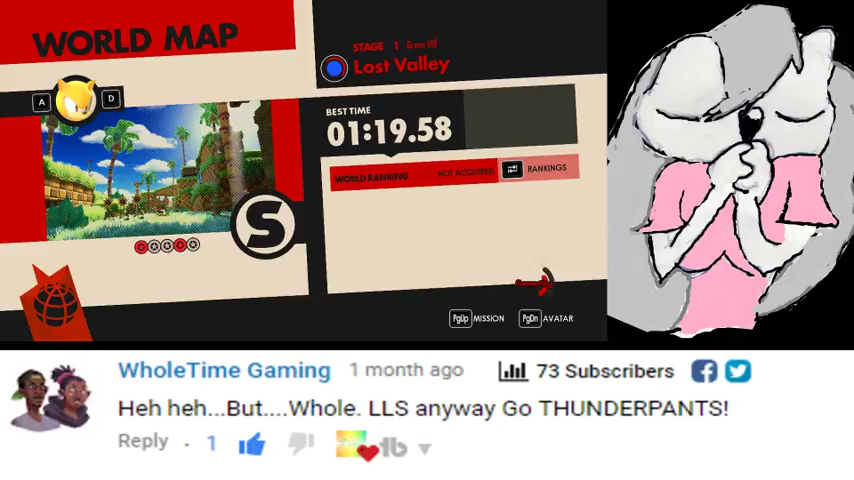 WORLD MAP
A
D
S
STAGE 1 Green Hill
Lost Valley
BEST TIME
01:19.58
WORLD RANKING NOT ACQUIRED RANKINGS
PgUp MISSION PgDn AVATAR
WholeTime Gaming 1 month ago 73 Subscribers
Heh heh...But....Whole. LLS anyway Go THUNDERPANTS!
Reply · 1
tb